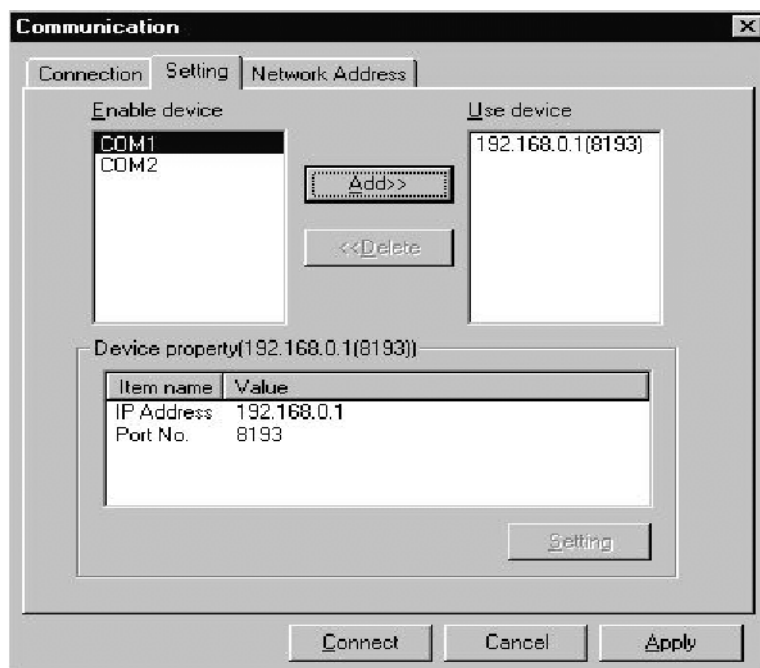 Communication
Connection Setting Network Address
Enable device Use device
COM1 192.168.0.1(8193)
COM2
Add>>
<<Delete
Device property(192.168.0.1(8193))
Item name Value
IP Address 192.168.0.1
Port No. 8193
Setting
Connect Cancel Apply